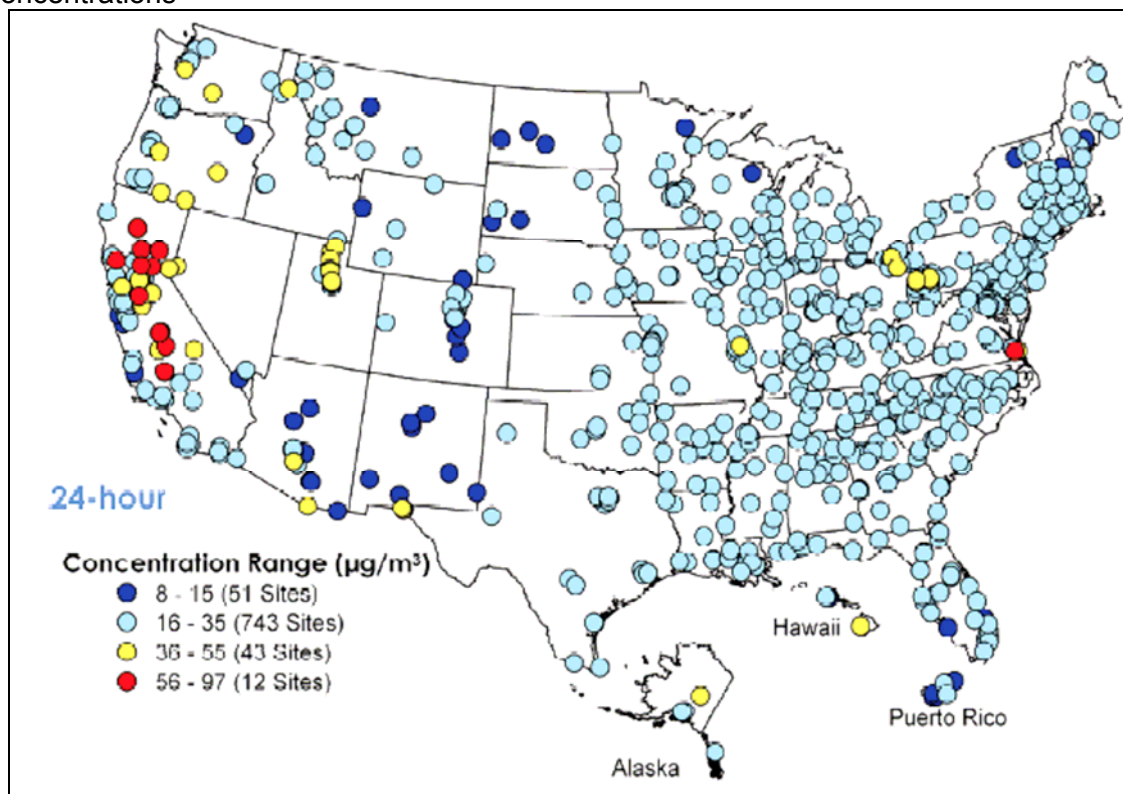 oncentrations
24-hour
Concentration Range (µg/m³)
8 - 15 (51 Sites)
16 - 35 (743 Sites)
36 - 55 (43 Sites)
56 - 97 (12 Sites)
Hawaii
Puerto Rico
Alaska